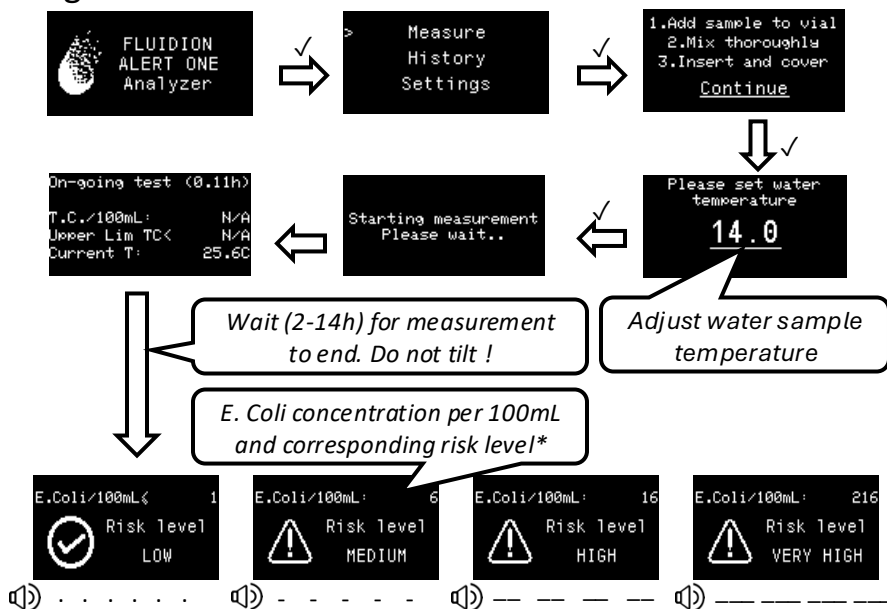 FLUIDION
ALERT ONE
Analyzer
✓
> Measure
History
Settings
✓
1.Add sample to vial
2.Mix thoroughly
3.Insert and cover
Continue
✓
On-going test (0.11h)
T.C./100mL: N/A
Upper Lim TC< N/A
Current T: 25.6C
Starting measurement
Please wait..
✓
Please set water
temperature
14.0
Wait (2-14h) for measurement
to end. Do not tilt !
Adjust water sample
temperature
E. Coli concentration per 100mL
and corresponding risk level*
E.Coli/100mL< 1
Risk level
LOW
E.Coli/100mL: 6
Risk level
MEDIUM
E.Coli/100mL: 16
Risk level
HIGH
E.Coli/100mL: 216
Risk level
VERY HIGH